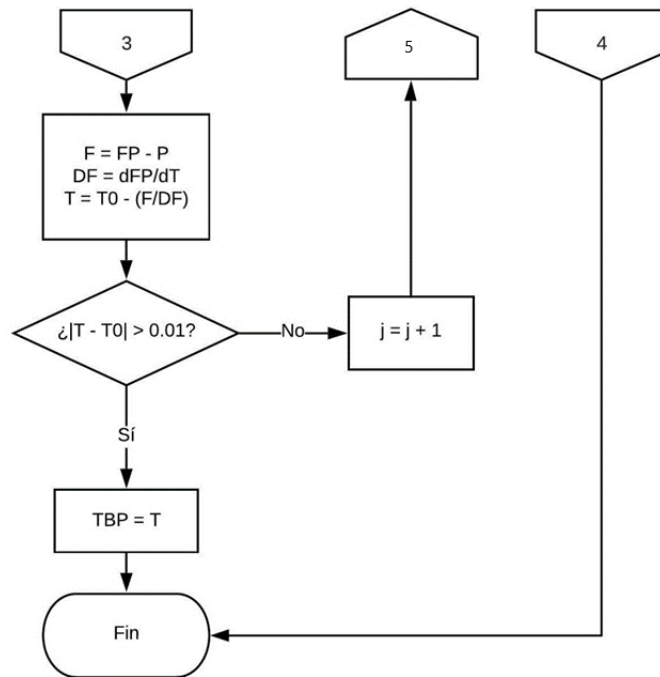 3
5
4
F = FP - P
DF = dFP/dT
T = T0 - (F/DF)
¿|T - T0| > 0.01?
No
j = j + 1
Sí
TBP = T
Fin